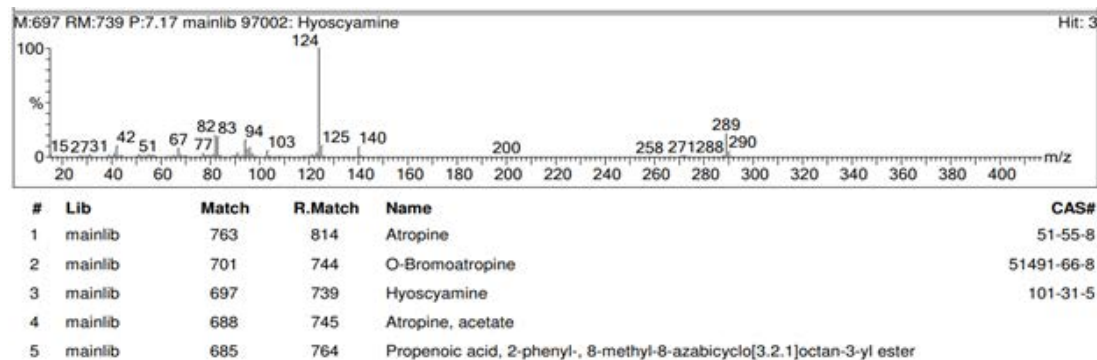 M:697 RM:739 P:7.17 mainlib 97002: Hyoscyamine Hit: 3
100
124
%
289
82 83
94
42
67
140
125
290
15 27 31
51
77
103
200
258
271 288
0
m/z
20 40 60 80 100 120 140 160 180 200 220 240 260 280 300 320 340 360 380 400
# Lib Match R.Match Name CAS#
1 mainlib 763 814 Atropine 51-55-8
2 mainlib 701 744 O-Bromoatropine 51491-66-8
3 mainlib 697 739 Hyoscyamine 101-31-5
4 mainlib 688 745 Atropine, acetate
5 mainlib 685 764 Propenoic acid, 2-phenyl-, 8-methyl-8-azabicyclo[3.2.1]octan-3-yl ester